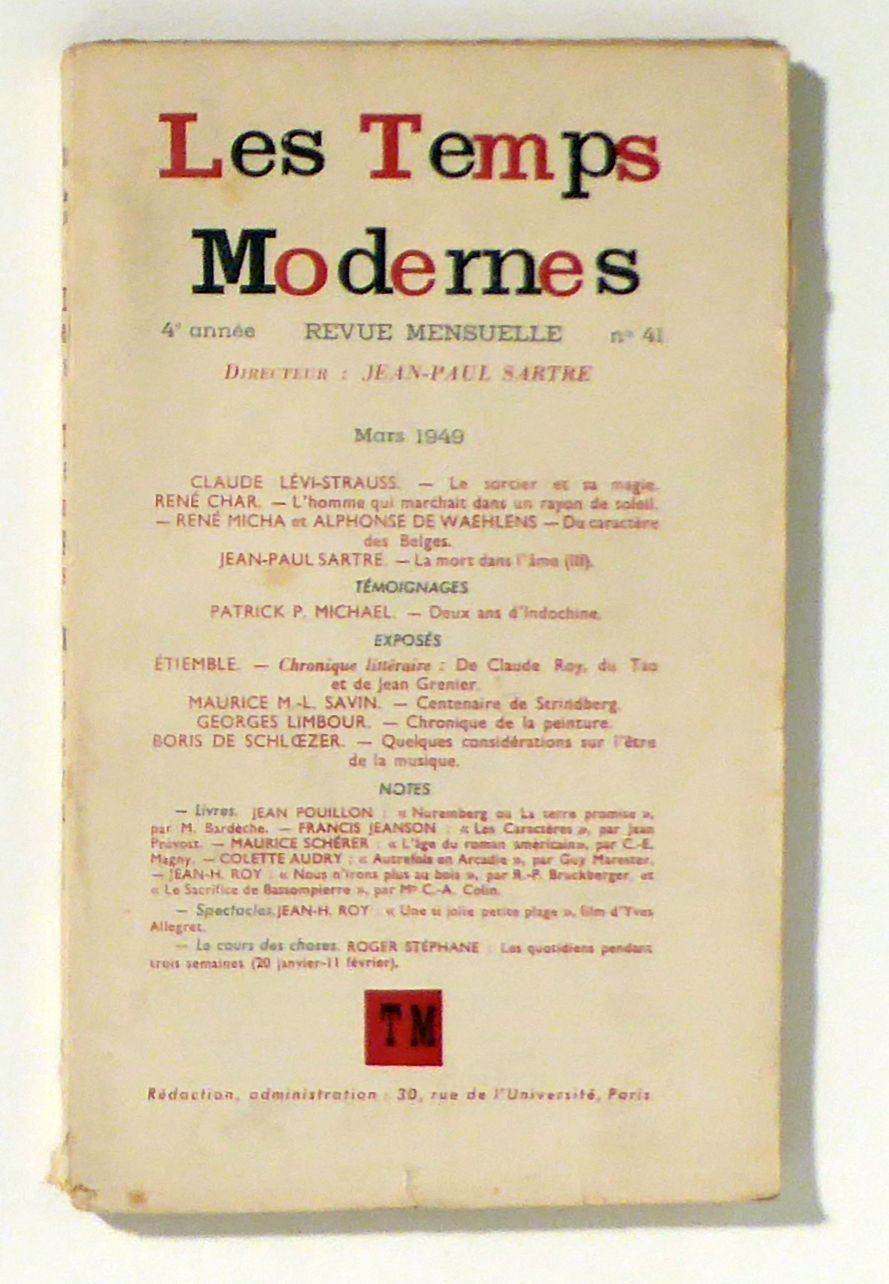 Les Temps
Modernes
4e année REVUE MENSUELLE no 41
DIRECTEUR : JEAN-PAUL SARTRE
Mars 1949
CLAUDE LÉVI-STRAUSS. — Le sorcier et sa magie.
RENÉ CHAR. — L'homme qui marchait dans un rayon de soleil.
— RENÉ MICHA et ALPHONSE DE WAEHLENS — Du caractère
des Belges.
JEAN-PAUL SARTRE. — La mort dans l'âme (III).
TÉMOIGNAGES
PATRICK P. MICHAEL. — Deux ans d'Indochine.
EXPOSÉS
ÉTIEMBLE. — Chronique littéraire : De Claude Roy, du Tao
et de Jean Grenier.
MAURICE M.-L. SAVIN. — Centenaire de Strindberg.
GEORGES LIMBOUR. — Chronique de la peinture.
BORIS DE SCHLŒZER. — Quelques considérations sur l'être
de la musique.
NOTES
— Livres. JEAN POUILLON : « Nuremberg ou La terre promise »,
par M. Bardèche. — FRANCIS JEANSON : « Les Caractères », par Jean
Prévost. — MAURICE SCHÉRER : « L'âge du roman américain», par C.-E.
Magny. — COLETTE AUDRY : « Autrefois en Arcadie », par Guy Marester.
— JEAN-H. ROY : « Nous n'irons plus au bois », par R.-P. Bruckberger, et
« Le Sacrifice de Bassompierre », par Me C.-A. Colin.
— Spectacles. JEAN-H. ROY : « Une si jolie petite plage », film d'Yves
Allegret.
— Le cours des choses. ROGER STÉPHANE : Les quotidiens pendant
trois semaines (20 janvier-11 février).
TM
Rédaction, administration : 30, rue de l'Université, Paris